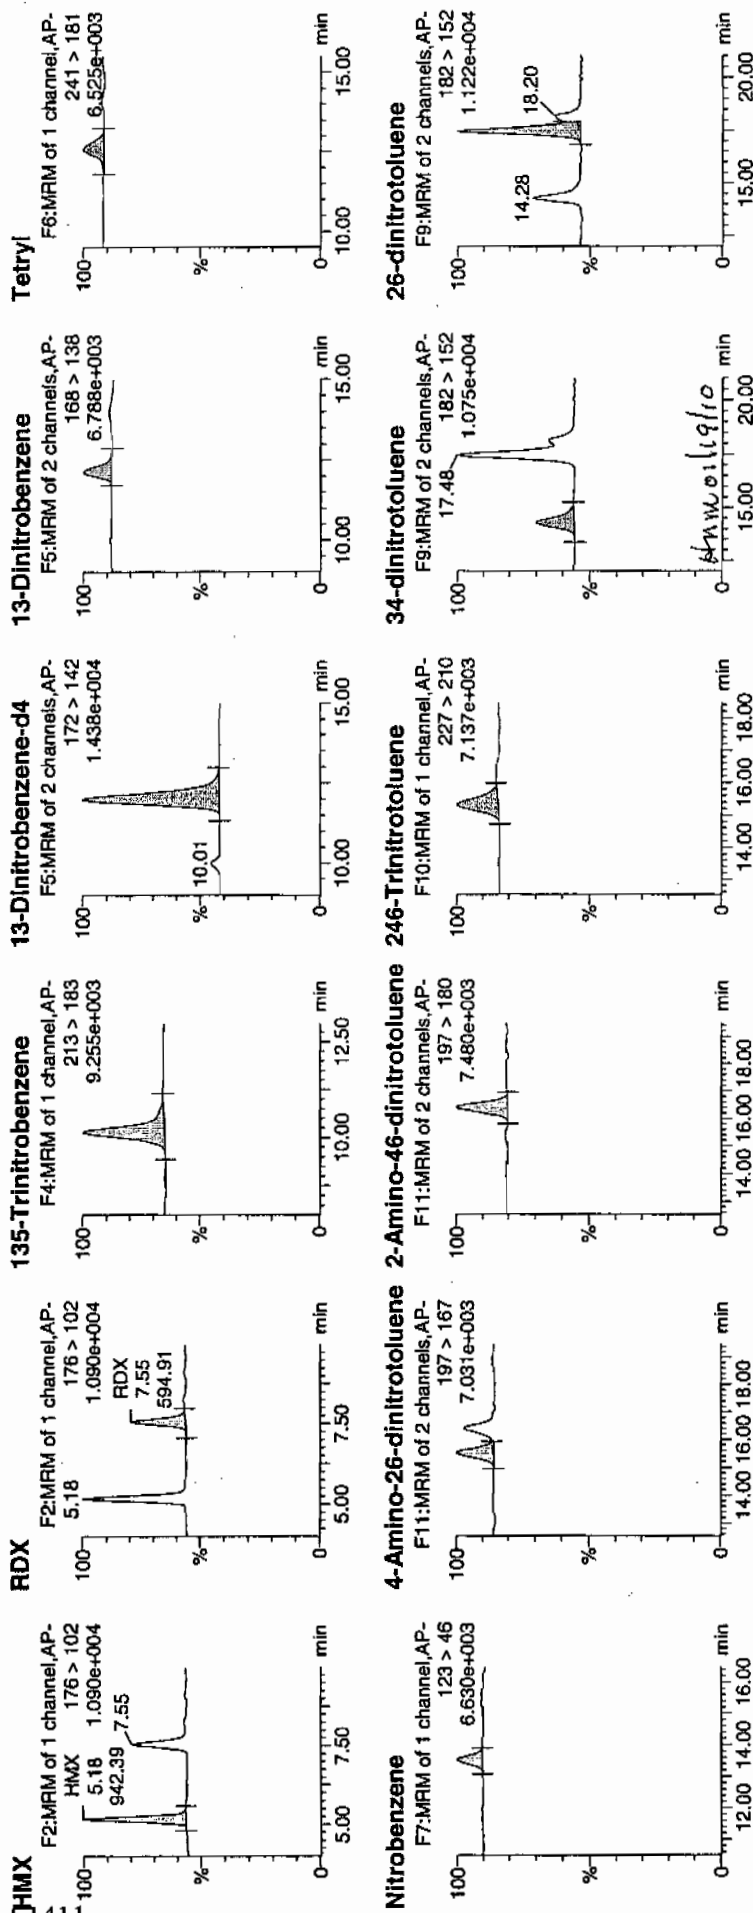 HMX
F2:MRM of 1 channel,AP-
176 > 102
1.090e+004
HMX
5.18
942.39
7.55
100
%
0
5.00
7.50
min
RDX
F2:MRM of 1 channel,AP-
176 > 102
1.090e+004
5.18
RDX
7.55
594.91
100
%
0
5.00
7.50
min
135-Trinitrobenzene
F4:MRM of 1 channel,AP-
213 > 183
9.255e+003
100
%
0
10.00
12.50
min
13-Dinitrobenzene-d4
F5:MRM of 2 channels,AP-
172 > 142
1.438e+004
10.01
100
%
0
10.00
15.00
min
13-Dinitrobenzene
F5:MRM of 2 channels,AP-
168 > 138
6.788e+003
100
%
0
10.00
15.00
min
Tetryl
F6:MRM of 1 channel,AP-
241 > 181
6.525e+003
100
%
0
10.00
15.00
min
Nitrobenzene
F7:MRM of 1 channel,AP-
123 > 46
6.630e+003
100
%
0
12.00
14.00
16.00
min
4-Amino-26-dinitrotoluene
F11:MRM of 2 channels,AP-
197 > 167
7.031e+003
100
%
0
14.00
16.00
18.00
min
2-Amino-46-dinitrotoluene
F11:MRM of 2 channels,AP-
197 > 180
7.480e+003
100
%
0
14.00
16.00
18.00
min
246-Trinitrotoluene
F10:MRM of 1 channel,AP-
227 > 210
7.137e+003
100
%
0
14.00
16.00
18.00
min
34-dinitrotoluene
F9:MRM of 2 channels,AP-
182 > 152
1.075e+004
17.48
100
%
0
15.00
20.00
min
01/19/10
26-dinitrotoluene
F9:MRM of 2 channels,AP-
182 > 152
1.122e+004
14.28
18.20
100
%
0
15.00
20.00
min